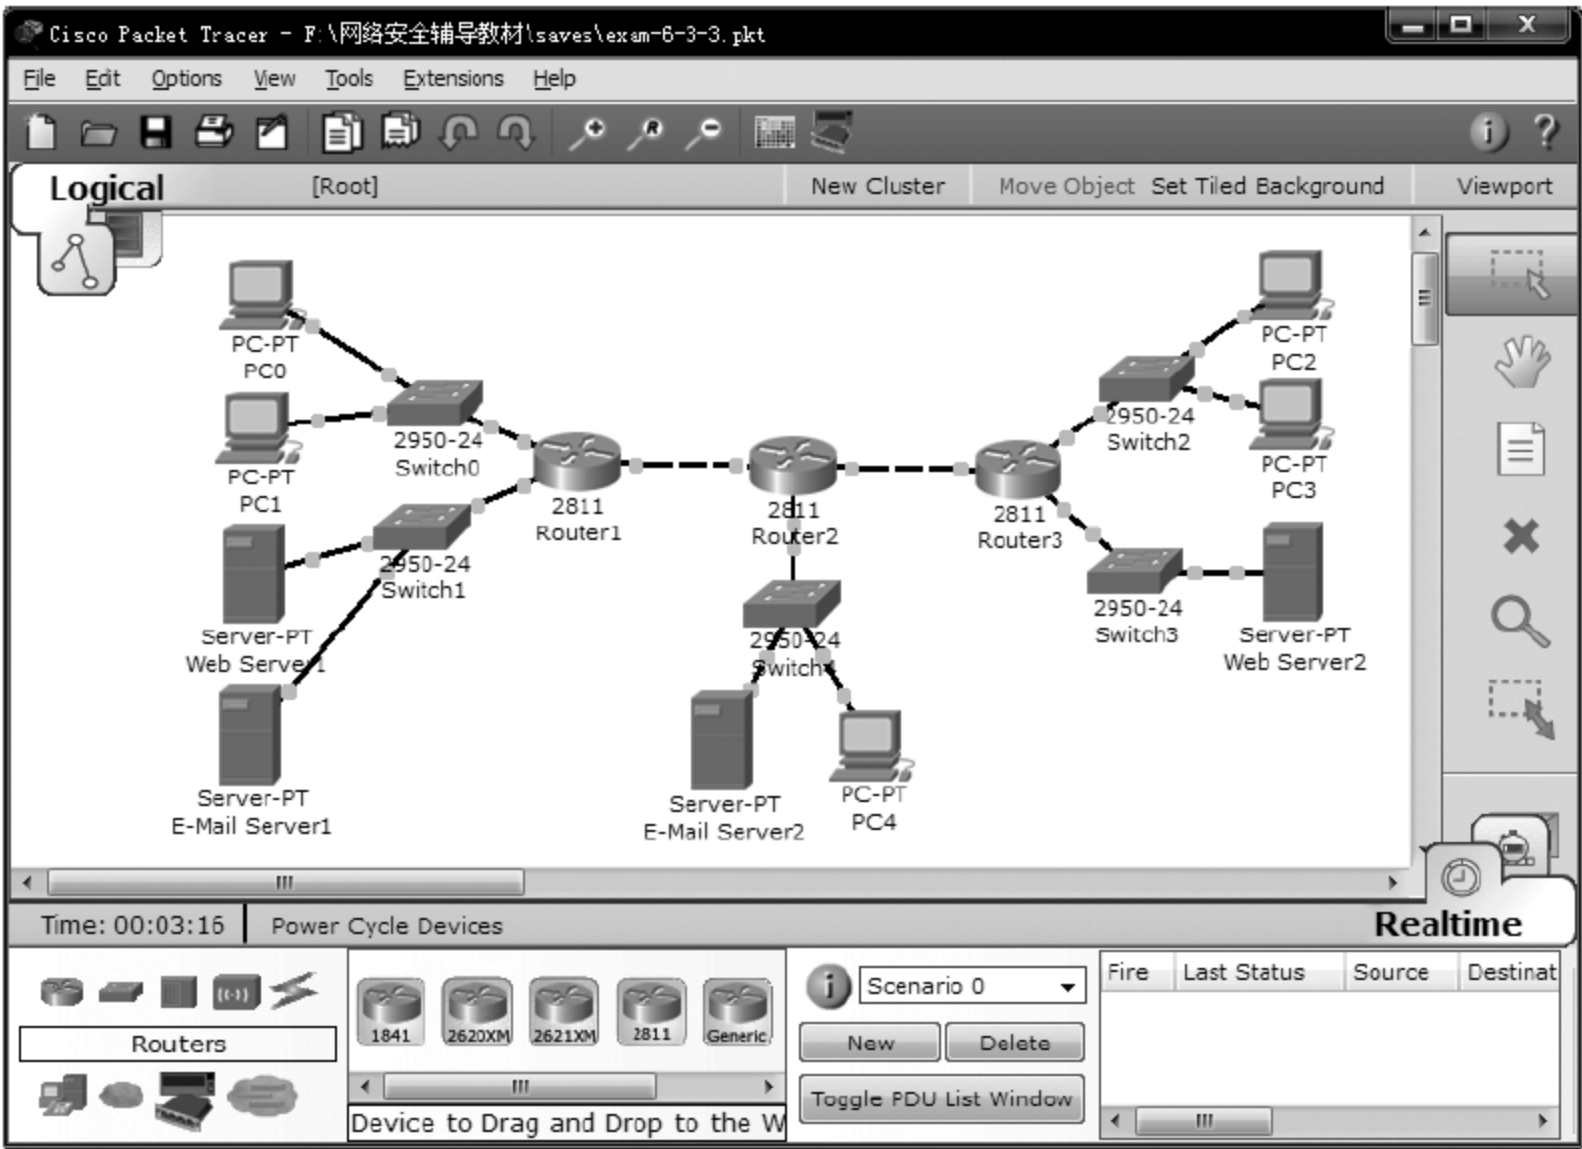 Cisco Packet Tracer - F:\网络安全辅导教材\saves\exam-6-3-3.pkt
File Edit Options View Tools Extensions Help
Logical [Root] New Cluster Move Object Set Tiled Background Viewport
PC-PT
PC0
PC-PT
PC1
2950-24
Switch0
2950-24
Switch1
Server-PT
Web Server1
Server-PT
E-Mail Server1
2811
Router1
2811
Router2
2811
Router3
2950-24
Switch4
Server-PT
E-Mail Server2
PC-PT
PC4
2950-24
Switch2
PC-PT
PC2
PC-PT
PC3
2950-24
Switch3
Server-PT
Web Server2
Time: 00:03:16 Power Cycle Devices Realtime
Routers
1841 2620XM 2621XM 2811 Generic
Device to Drag and Drop to the W
Scenario 0
New Delete
Toggle PDU List Window
Fire Last Status Source Destinat